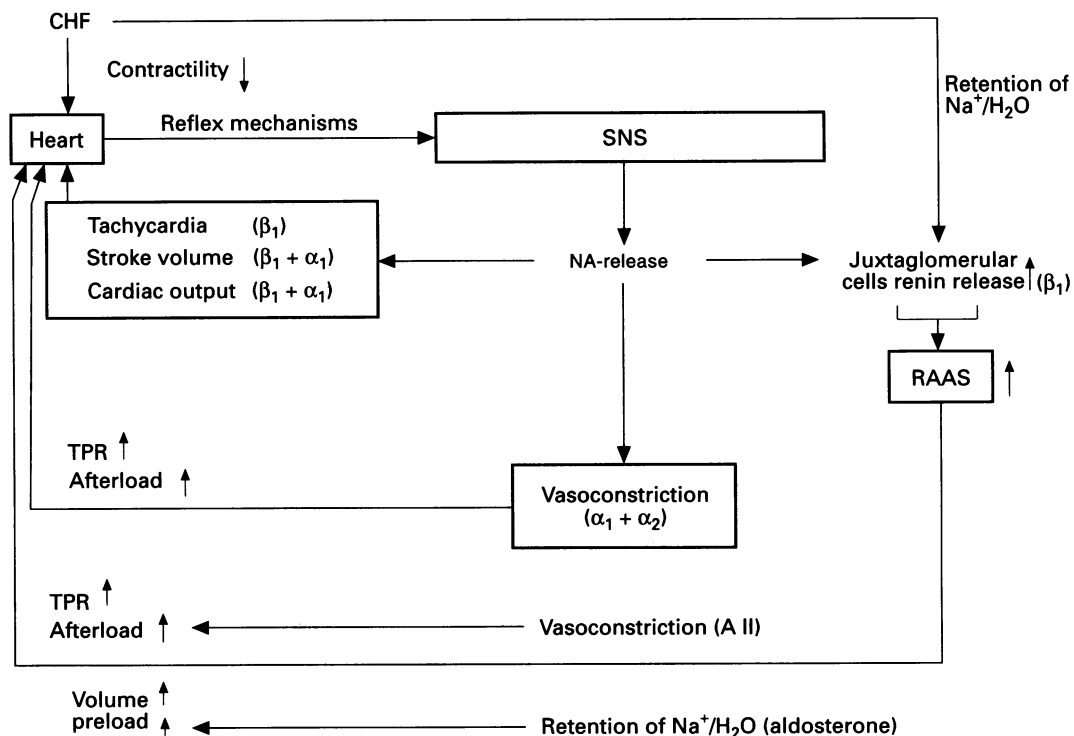 CHF
Contractility ↓
Retention of
Na⁺/H₂O
Heart
Reflex mechanisms
SNS
Tachycardia (β₁)
Stroke volume (β₁ + α₁)
Cardiac output (β₁ + α₁)
NA-release
Juxtaglomerular
cells renin release ↑ (β₁)
RAAS ↑
TPR ↑
Afterload ↑
Vasoconstriction
(α₁ + α₂)
TPR ↑
Afterload ↑
Vasoconstriction (A II)
Volume ↑
preload ↑
Retention of Na⁺/H₂O (aldosterone)